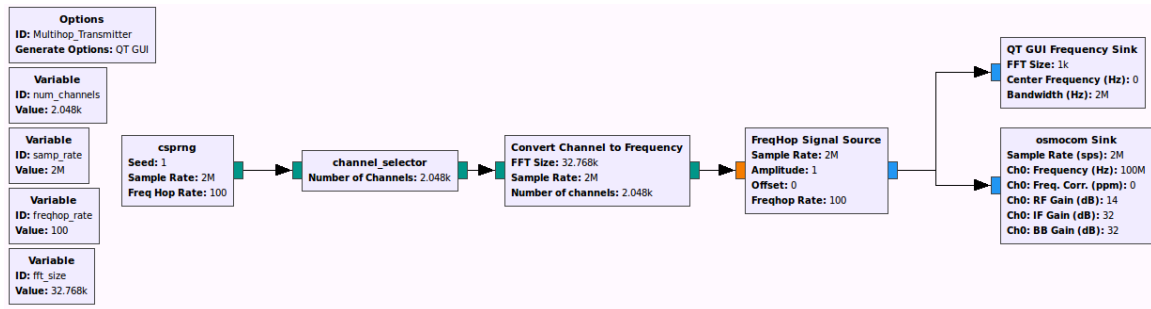 Options
ID: Multihop_Transmitter
Generate Options: QT GUI
Variable
ID: num_channels
Value: 2.048k
Variable
ID: samp_rate
Value: 2M
Variable
ID: freqhop_rate
Value: 100
Variable
ID: fft_size
Value: 32.768k
csprng
Seed: 1
Sample Rate: 2M
Freq Hop Rate: 100
channel_selector
Number of Channels: 2.048k
Convert Channel to Frequency
FFT Size: 32.768k
Sample Rate: 2M
Number of channels: 2.048k
FreqHop Signal Source
Sample Rate: 2M
Amplitude: 1
Offset: 0
Freqhop Rate: 100
QT GUI Frequency Sink
FFT Size: 1k
Center Frequency (Hz): 0
Bandwidth (Hz): 2M
osmocom Sink
Sample Rate (sps): 2M
Ch0: Frequency (Hz): 100M
Ch0: Freq. Corr. (ppm): 0
Ch0: RF Gain (dB): 14
Ch0: IF Gain (dB): 32
Ch0: BB Gain (dB): 32